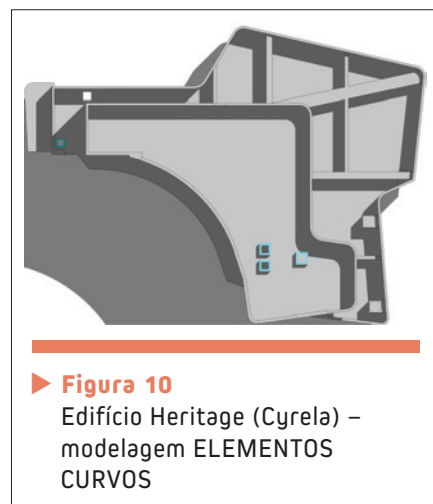 Figura 10
Edifício Heritage (Cyrela) –
modelagem ELEMENTOS
CURVOS